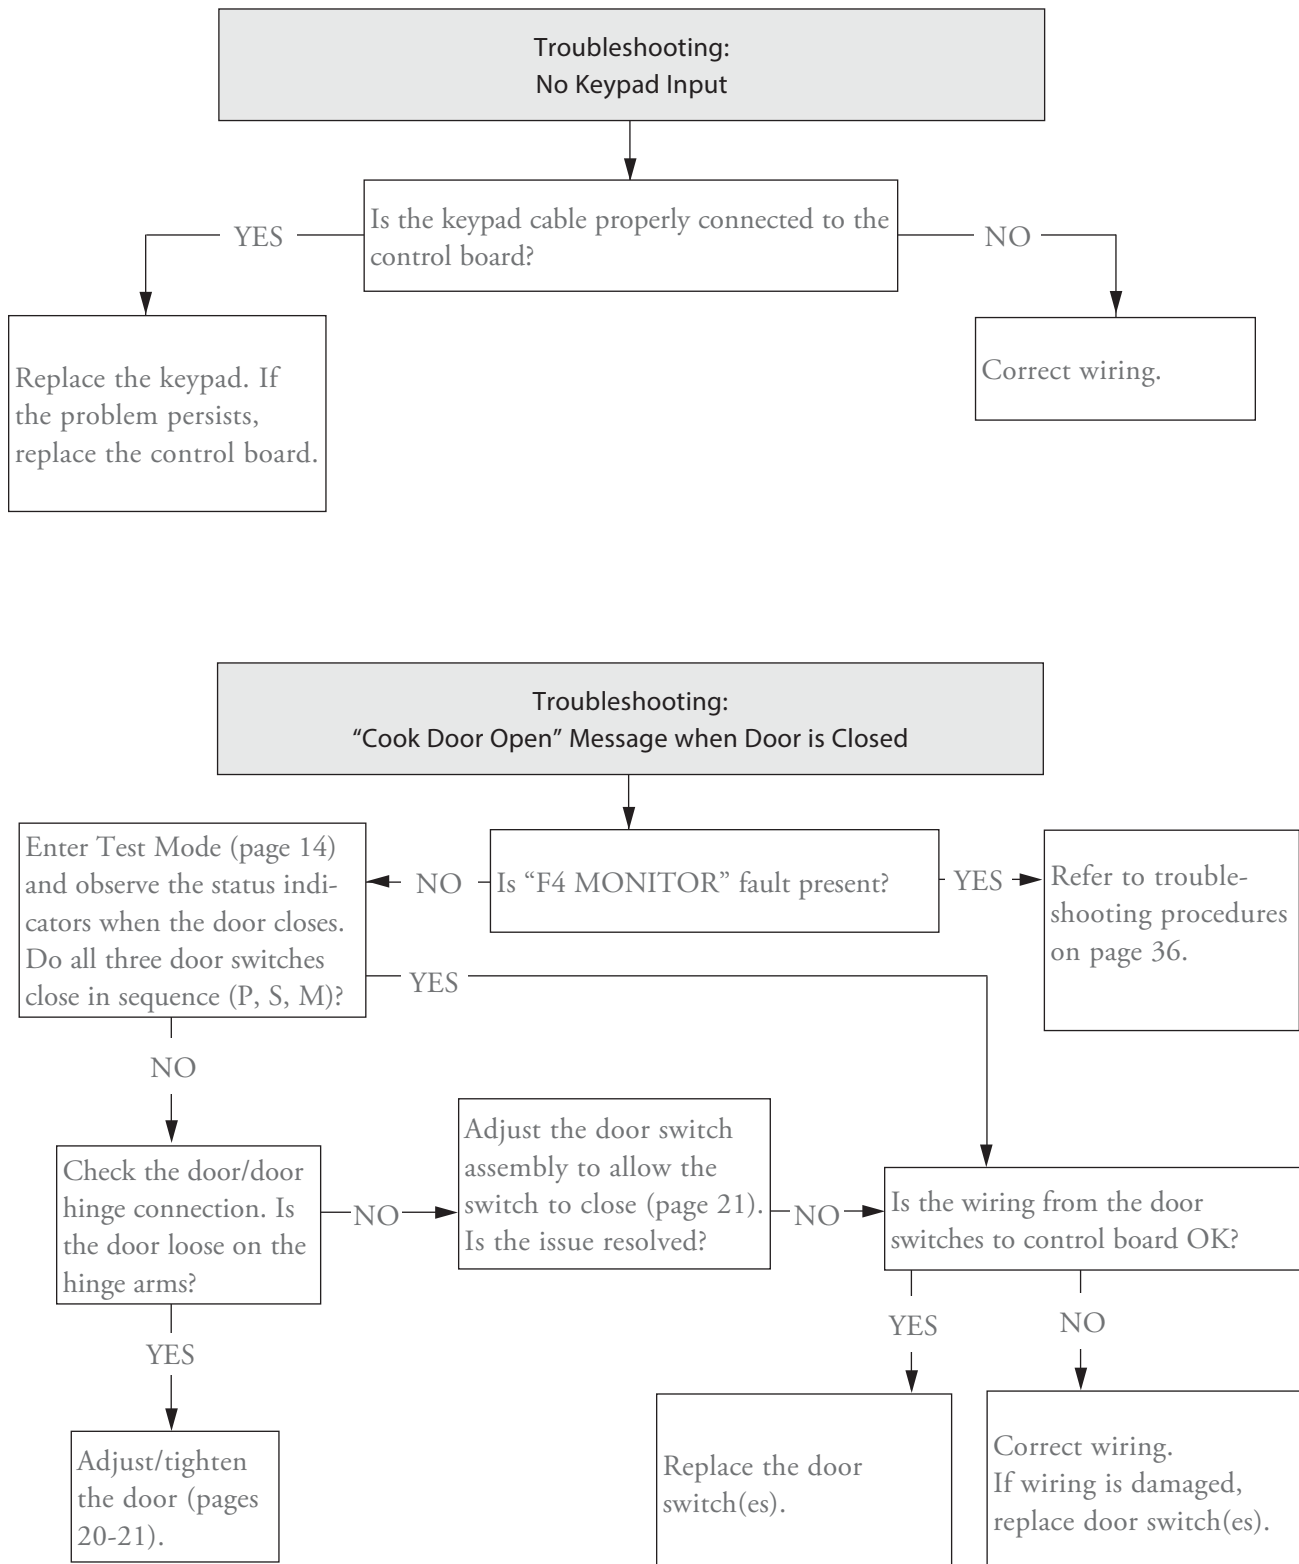 Troubleshooting:
No Keypad Input
Is the keypad cable properly connected to the
control board?
YES
NO
Replace the keypad. If
the problem persists,
replace the control board.
Correct wiring.
Troubleshooting:
“Cook Door Open” Message when Door is Closed
Is “F4 MONITOR” fault present?
NO
YES
Enter Test Mode (page 14)
and observe the status indi-
cators when the door closes.
Do all three door switches
close in sequence (P, S, M)?
Refer to trouble-
shooting procedures
on page 36.
YES
NO
Check the door/door
hinge connection. Is
the door loose on the
hinge arms?
NO
Adjust the door switch
assembly to allow the
switch to close (page 21).
Is the issue resolved?
NO
Is the wiring from the door
switches to control board OK?
YES
YES
NO
Adjust/tighten
the door (pages
20-21).
Replace the door
switch(es).
Correct wiring.
If wiring is damaged,
replace door switch(es).